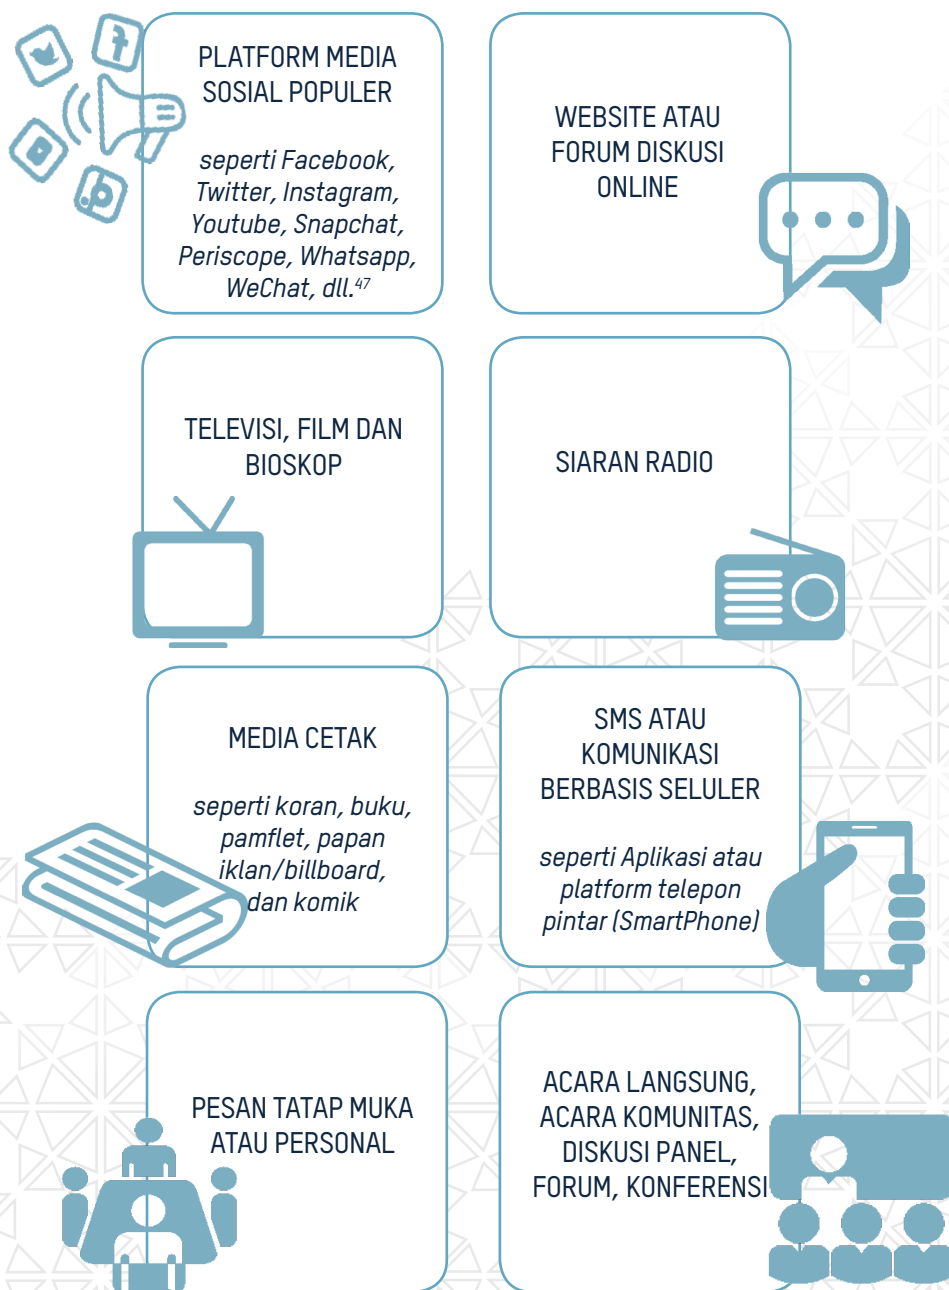 PLATFORM MEDIA
SOSIAL POPULER
seperti Facebook,
Twitter, Instagram,
Youtube, Snapchat,
Periscope, Whatsapp,
WeChat, dll.47
WEBSITE ATAU
FORUM DISKUSI
ONLINE
TELEVISI, FILM DAN
BIOSKOP
SIARAN RADIO
MEDIA CETAK
seperti koran, buku,
pamflet, papan
iklan/billboard,
dan komik
SMS ATAU
KOMUNIKASI
BERBASIS SELULER
seperti Aplikasi atau
platform telepon
pintar (SmartPhone)
PESAN TATAP MUKA
ATAU PERSONAL
ACARA LANGSUNG,
ACARA KOMUNITAS,
DISKUSI PANEL,
FORUM, KONFERENSI